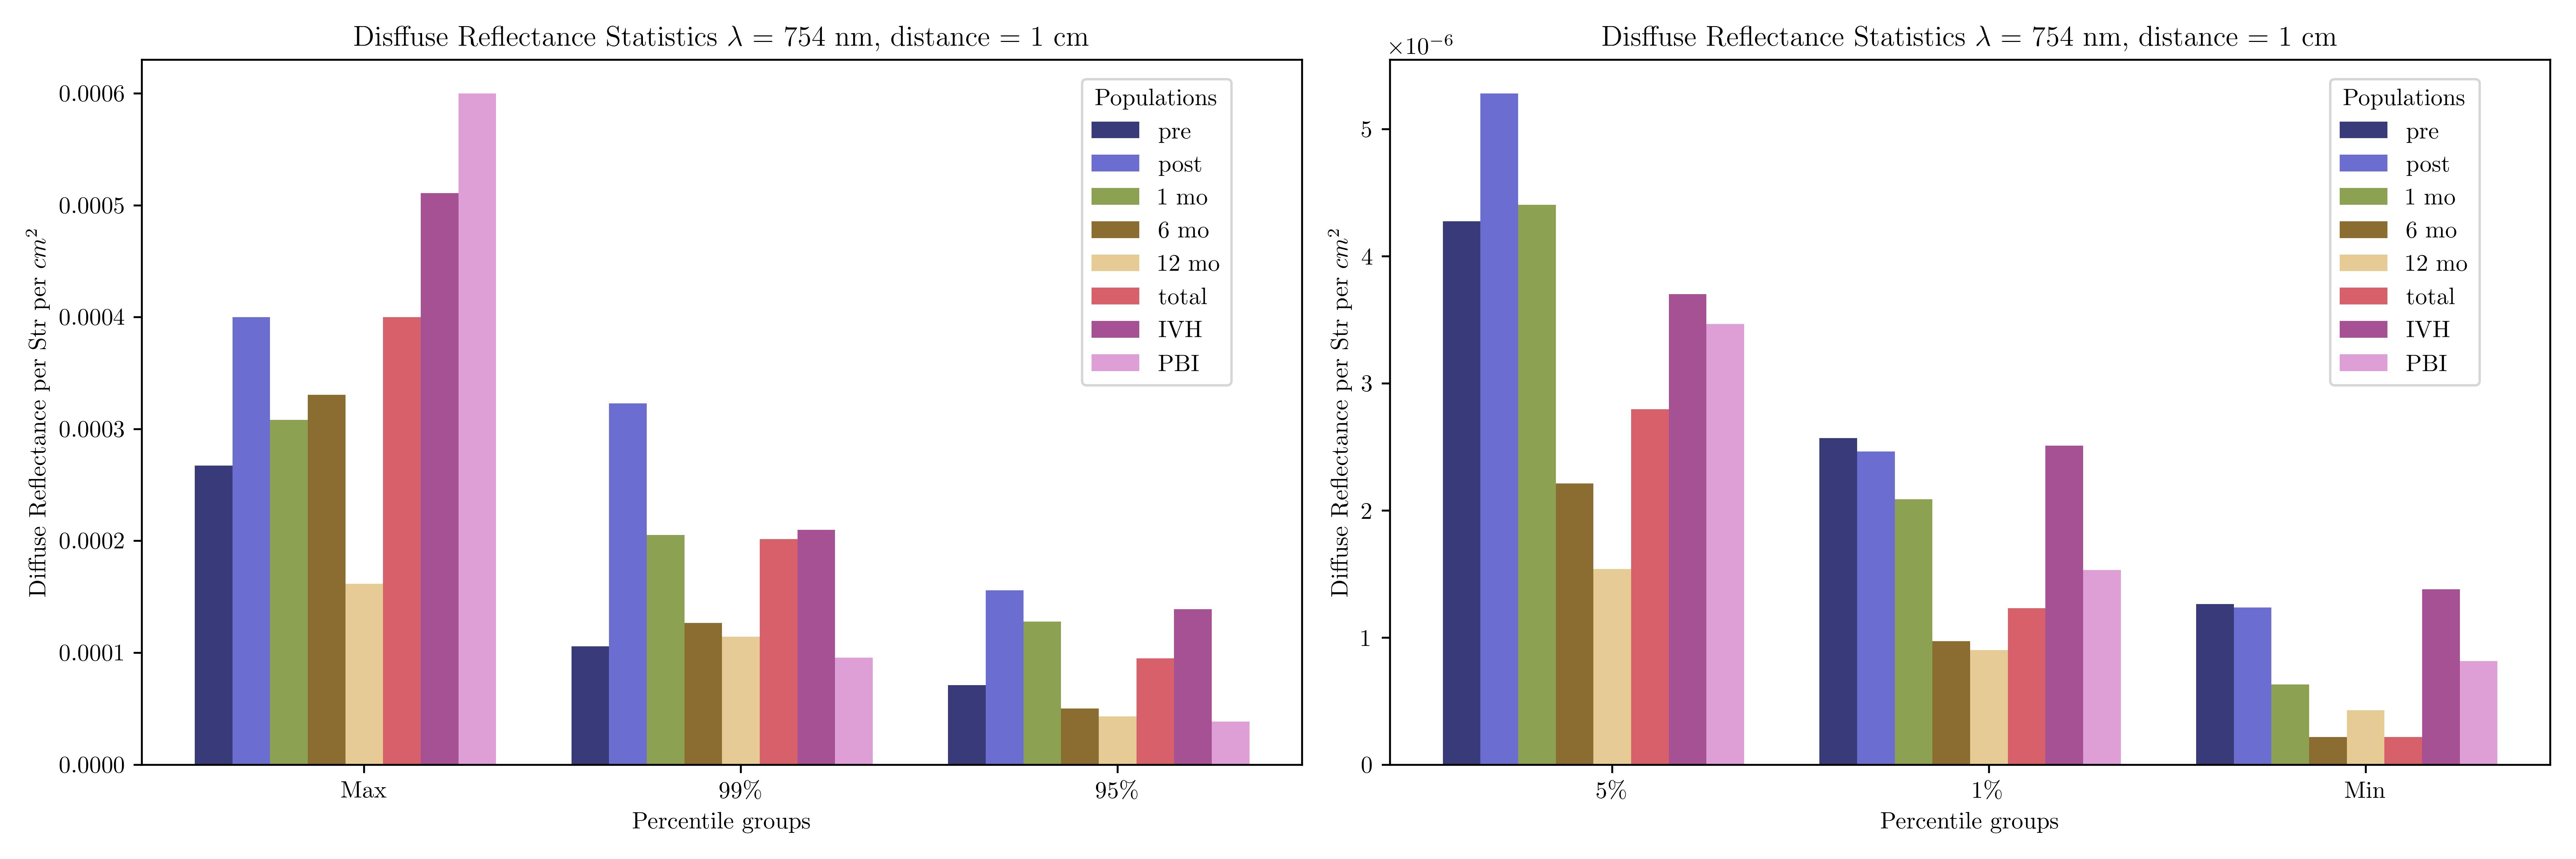 Disffuse Reflectance Statistics λ = 754 nm, distance = 1 cm
Diffuse Reflectance per Str per cm²
0.0006
0.0005
0.0004
0.0003
0.0002
0.0001
0.0000
Populations
pre
post
1 mo
6 mo
12 mo
total
IVH
PBI
Max
99%
95%
Percentile groups
Disffuse Reflectance Statistics λ = 754 nm, distance = 1 cm
×10⁻⁶
Diffuse Reflectance per Str per cm²
5
4
3
2
1
0
Populations
pre
post
1 mo
6 mo
12 mo
total
IVH
PBI
5%
1%
Min
Percentile groups